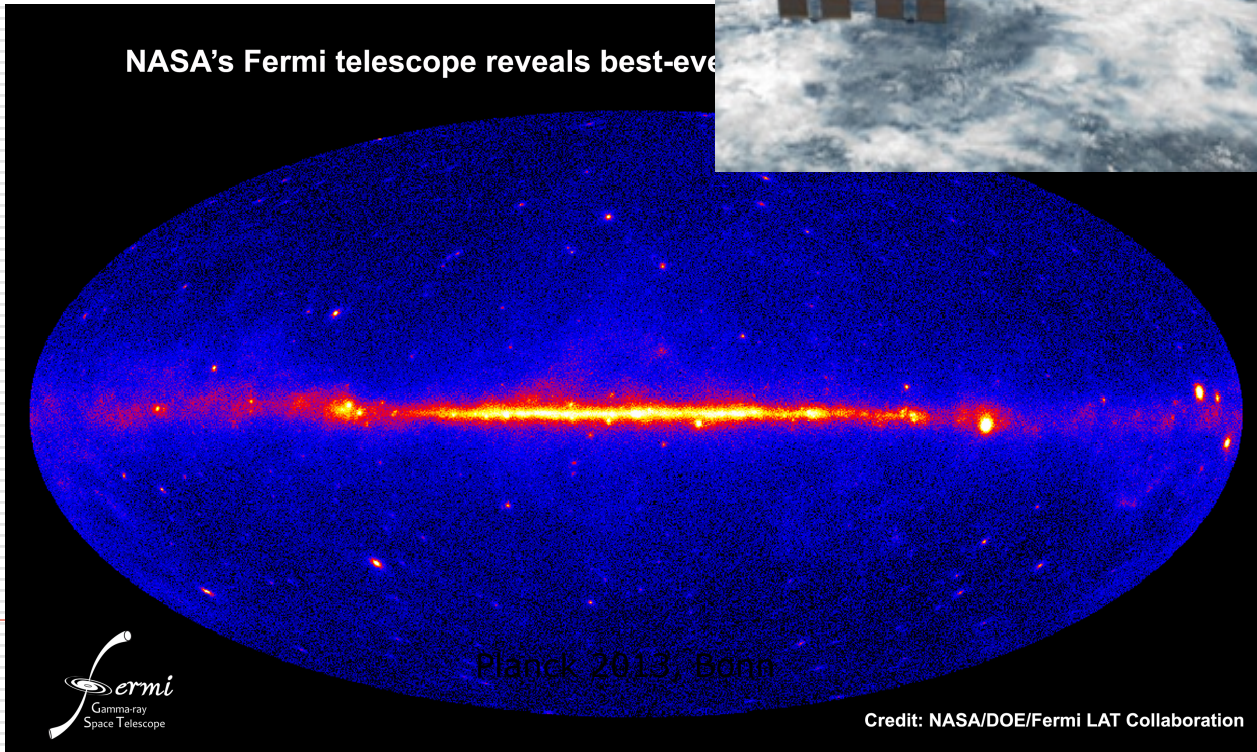 NASA’s Fermi telescope reveals best-eve
Planck 2013, Bonn
Fermi
Gamma-ray
Space Telescope
Credit: NASA/DOE/Fermi LAT Collaboration